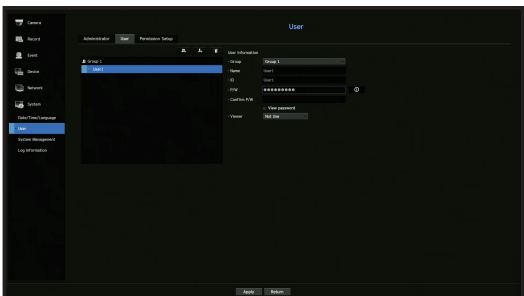 User
Camera
Record
Event
Device
Network
System
Date/Time/Language
User
System Management
Log Information
Administrator User Permission Setup
Group 1
User1
User Information
- Group Group 1
- Name User1
- ID User1
- P/W ●●●●●●●●●
- Confirm P/W
View password
- Viewer Not Use
Apply Return